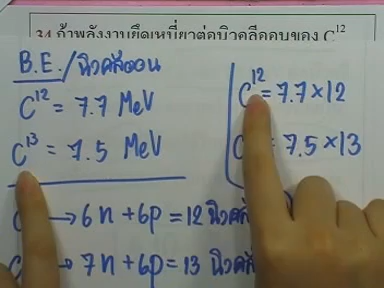 34 ถ้าพลังงานยึดเหนี่ยวต่อนิวคลีออนของ C¹²
B.E./นิวคลีออน
C¹² = 7.7 MeV
C¹³ = 7.5 MeV
C¹² = 7.7×12
= 7.5×13
→ 6n + 6p = 12 นิวคลี
→ 7n + 6p = 13 นิวคลี